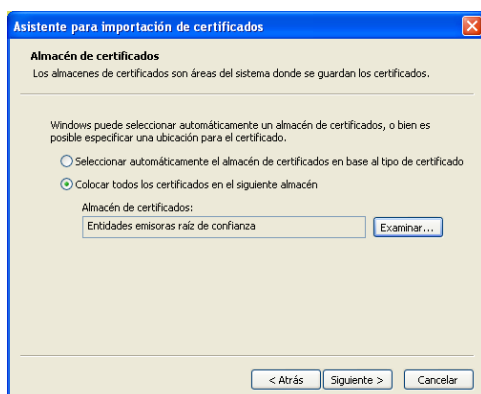 Asistente para importación de certificados
Almacén de certificados
Los almacenes de certificados son áreas del sistema donde se guardan los certificados.
Windows puede seleccionar automáticamente un almacén de certificados, o bien es
posible especificar una ubicación para el certificado.
Seleccionar automáticamente el almacén de certificados en base al tipo de certificado
Colocar todos los certificados en el siguiente almacén
Almacén de certificados:
Entidades emisoras raíz de confianza
Examinar...
< Atrás
Siguiente >
Cancelar